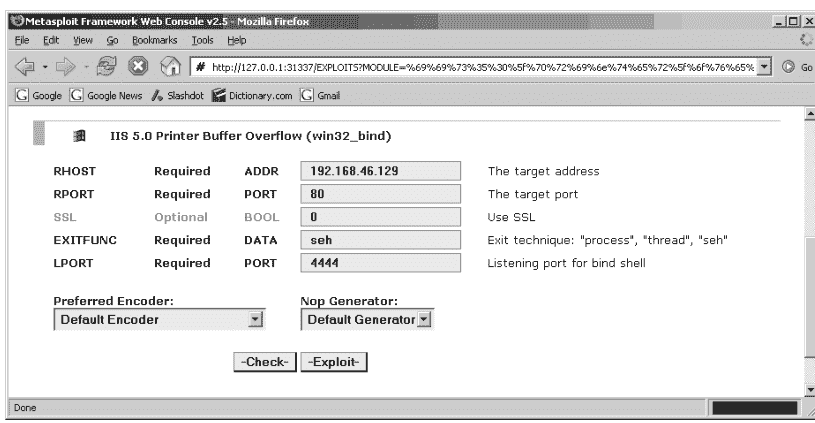 Metasploit Framework Web Console v2.5 - Mozilla Firefox
File Edit View Go Bookmarks Tools Help
http://127.0.0.1:31337/EXPLOITS?MODULE=%69%69%73%35%30%5f%70%72%69%6e%74%65%72%5f%6f%76%65% Go
Google Google News Slashdot Dictionary.com Gmail
IIS 5.0 Printer Buffer Overflow (win32_bind)
RHOST Required ADDR 192.168.46.129 The target address
RPORT Required PORT 80 The target port
SSL Optional BOOL 0 Use SSL
EXITFUNC Required DATA seh Exit technique: "process", "thread", "seh"
LPORT Required PORT 4444 Listening port for bind shell
Preferred Encoder: Nop Generator:
Default Encoder Default Generator
-Check- -Exploit-
Done